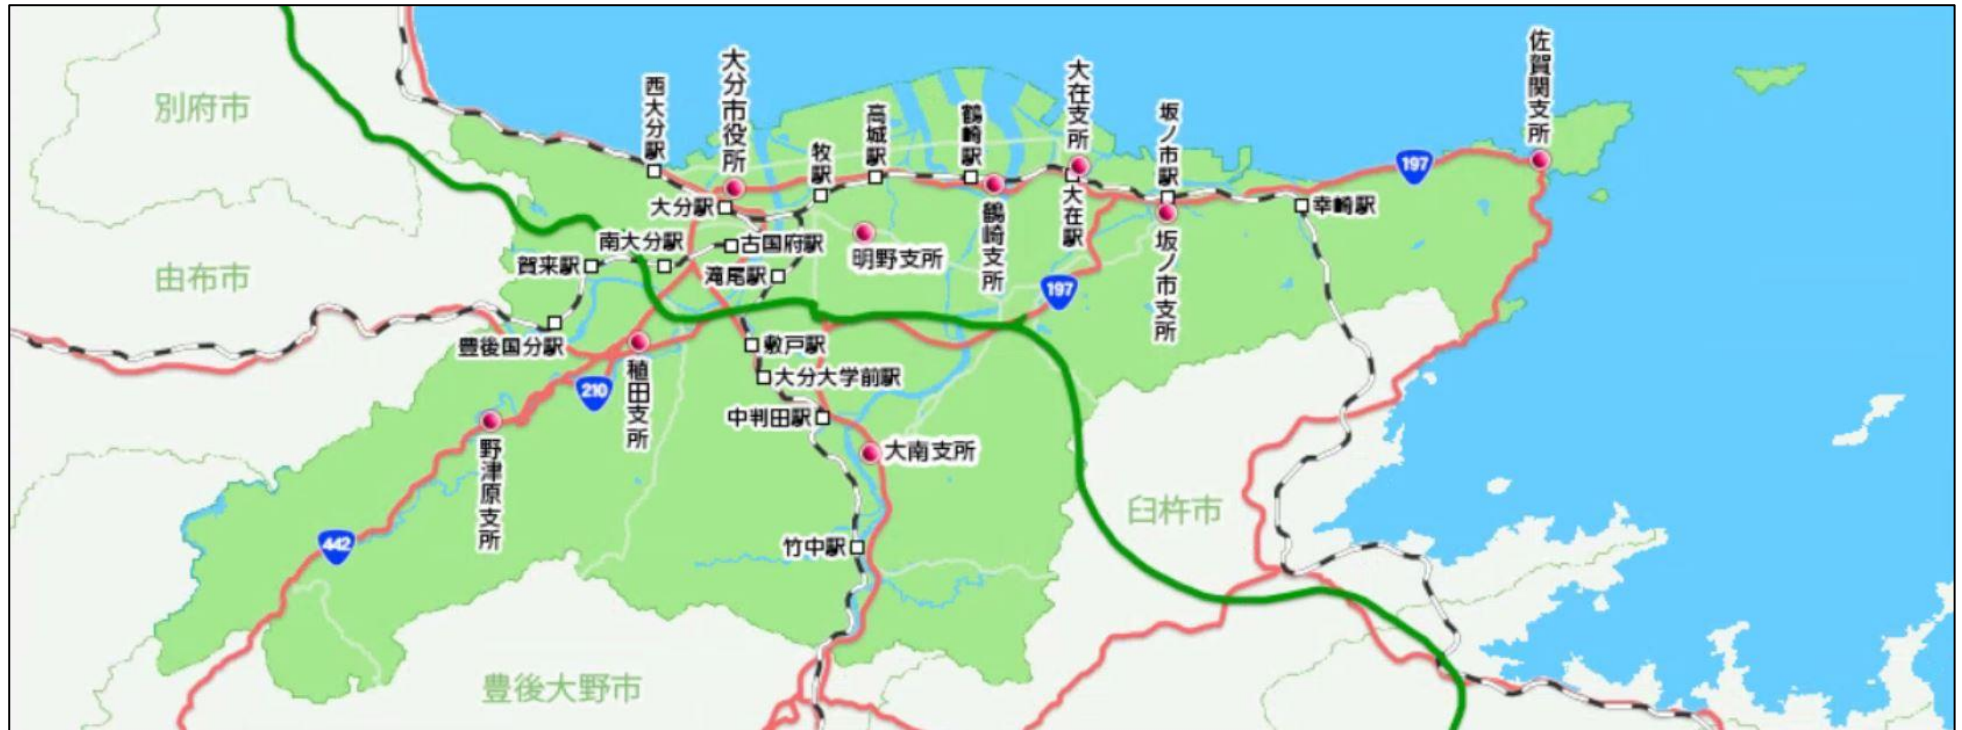 別府市
由布市
西大分駅
大分市役所
牧駅
高城駅
鶴崎駅
大在支所
坂ノ市駅
佐賀関支所
197
大分駅
南大分駅
古国府駅
賀来駅
滝尾駅
明野支所
鶴崎支所
大在駅
坂ノ市支所
幸崎駅
197
豊後国分駅
敷戸駅
大分大学前駅
210
稙田支所
中判田駅
大南支所
野津原支所
442
竹中駅
臼杵市
豊後大野市